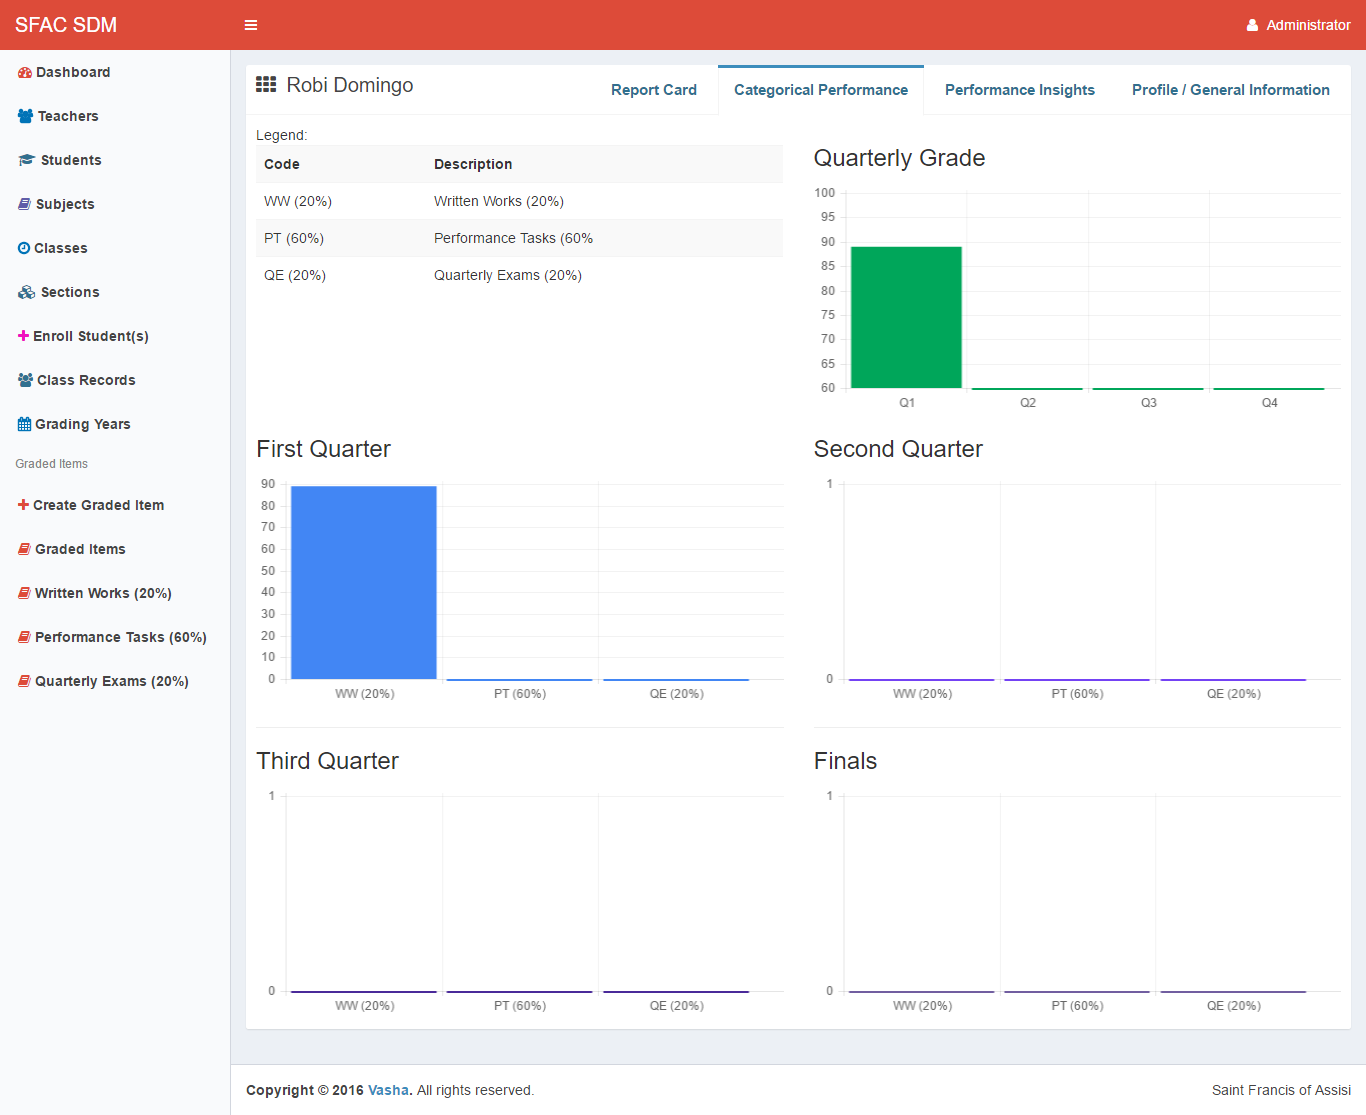 SFAC SDM
Administrator
Dashboard
Teachers
Students
Subjects
Classes
Sections
Enroll Student(s)
Class Records
Grading Years
Graded Items
Create Graded Item
Graded Items
Written Works (20%)
Performance Tasks (60%)
Quarterly Exams (20%)
Robi Domingo
Report Card
Categorical Performance
Performance Insights
Profile / General Information
Legend:
Code Description
WW (20%) Written Works (20%)
PT (60%) Performance Tasks (60%
QE (20%) Quarterly Exams (20%)
Quarterly Grade
100
95
90
85
80
75
70
65
60
Q1 Q2 Q3 Q4
First Quarter
90
80
70
60
50
40
30
20
10
0
WW (20%) PT (60%) QE (20%)
Second Quarter
1
0
WW (20%) PT (60%) QE (20%)
Third Quarter
1
0
WW (20%) PT (60%) QE (20%)
Finals
1
0
WW (20%) PT (60%) QE (20%)
Copyright © 2016 Vasha. All rights reserved.
Saint Francis of Assisi